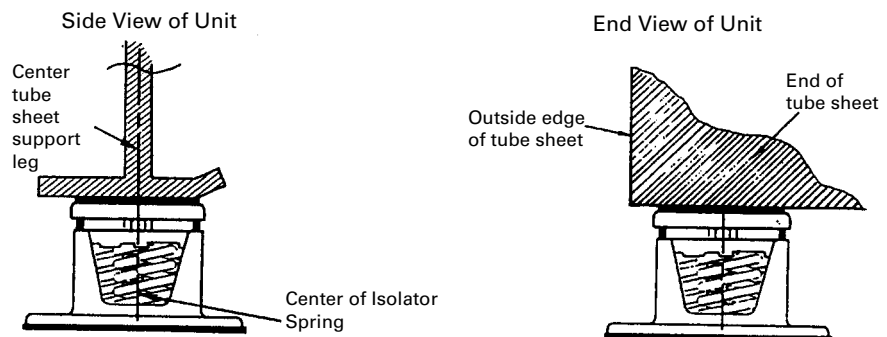 Side View of Unit
Center
tube
sheet
support
leg
Center of Isolator
Spring
End View of Unit
Outside edge
of tube sheet
End of
tube sheet